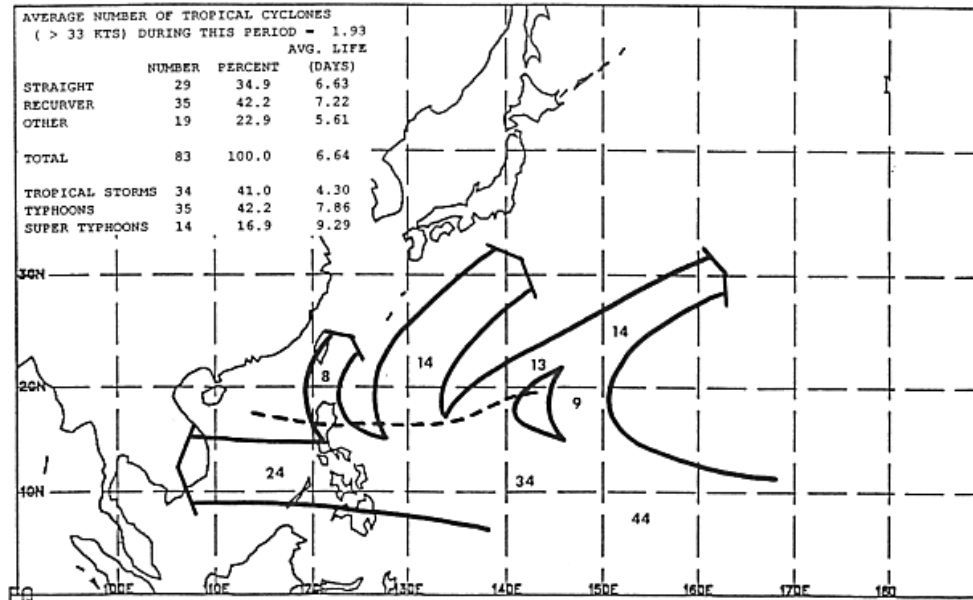 AVERAGE NUMBER OF TROPICAL CYCLONES
( > 33 KTS) DURING THIS PERIOD = 1.93
AVG. LIFE
NUMBER PERCENT (DAYS)
STRAIGHT 29 34.9 6.63
RECURVER 35 42.2 7.22
OTHER 19 22.9 5.61
TOTAL 83 100.0 6.64
TROPICAL STORMS 34 41.0 4.30
TYPHOONS 35 42.2 7.86
SUPER TYPHOONS 14 16.9 9.29
30N
14
14
13
8
20N
9
24
34
10N
44
EQ
100E 110E 120E 130E 140E 150E 160E 170E 180